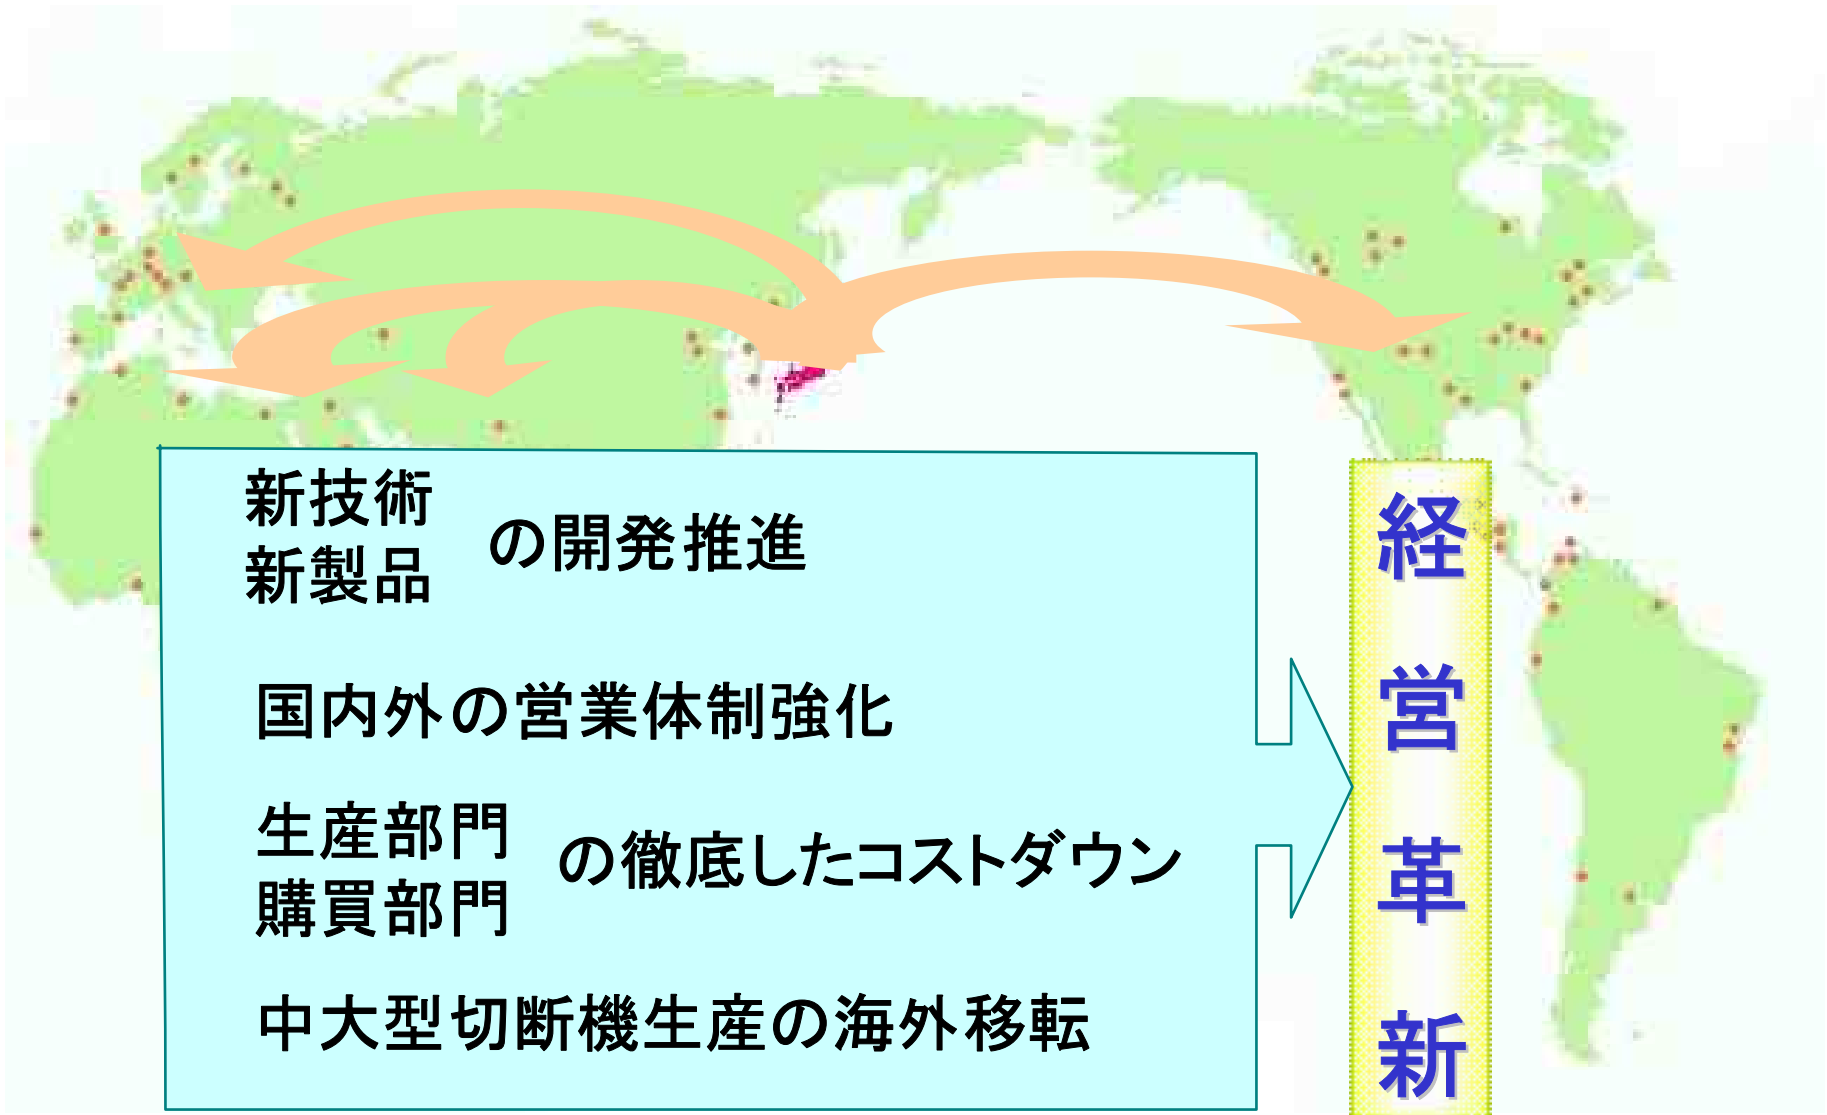 新技術
新製品
の開発推進
国内外の営業体制強化
生産部門
購買部門
の徹底したコストダウン
中大型切断機生産の海外移転
経営革新